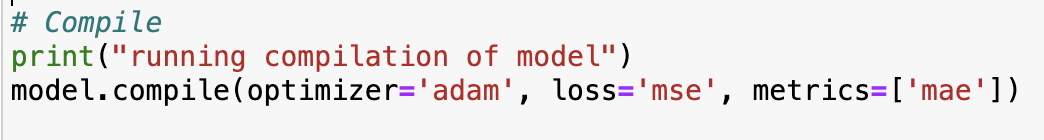 # Compile
print("running compilation of model")
model.compile(optimizer='adam', loss='mse', metrics=['mae'])